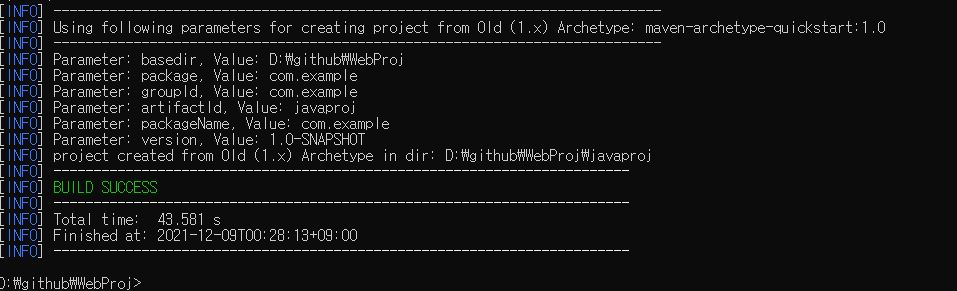 [INFO] ----------------------------------------------------------------------------
[INFO] Using following parameters for creating project from Old (1.x) Archetype: maven-archetype-quickstart:1.0
[INFO] ----------------------------------------------------------------------------
[INFO] Parameter: basedir, Value: D:₩github₩WebProj
[INFO] Parameter: package, Value: com.example
[INFO] Parameter: groupId, Value: com.example
[INFO] Parameter: artifactId, Value: javaproj
[INFO] Parameter: packageName, Value: com.example
[INFO] Parameter: version, Value: 1.0-SNAPSHOT
[INFO] project created from Old (1.x) Archetype in dir: D:₩github₩WebProj₩javaproj
[INFO] ------------------------------------------------------------------------
[INFO] BUILD SUCCESS
[INFO] ------------------------------------------------------------------------
[INFO] Total time:  43.581 s
[INFO] Finished at: 2021-12-09T00:28:13+09:00
[INFO] ------------------------------------------------------------------------
D:₩github₩WebProj>